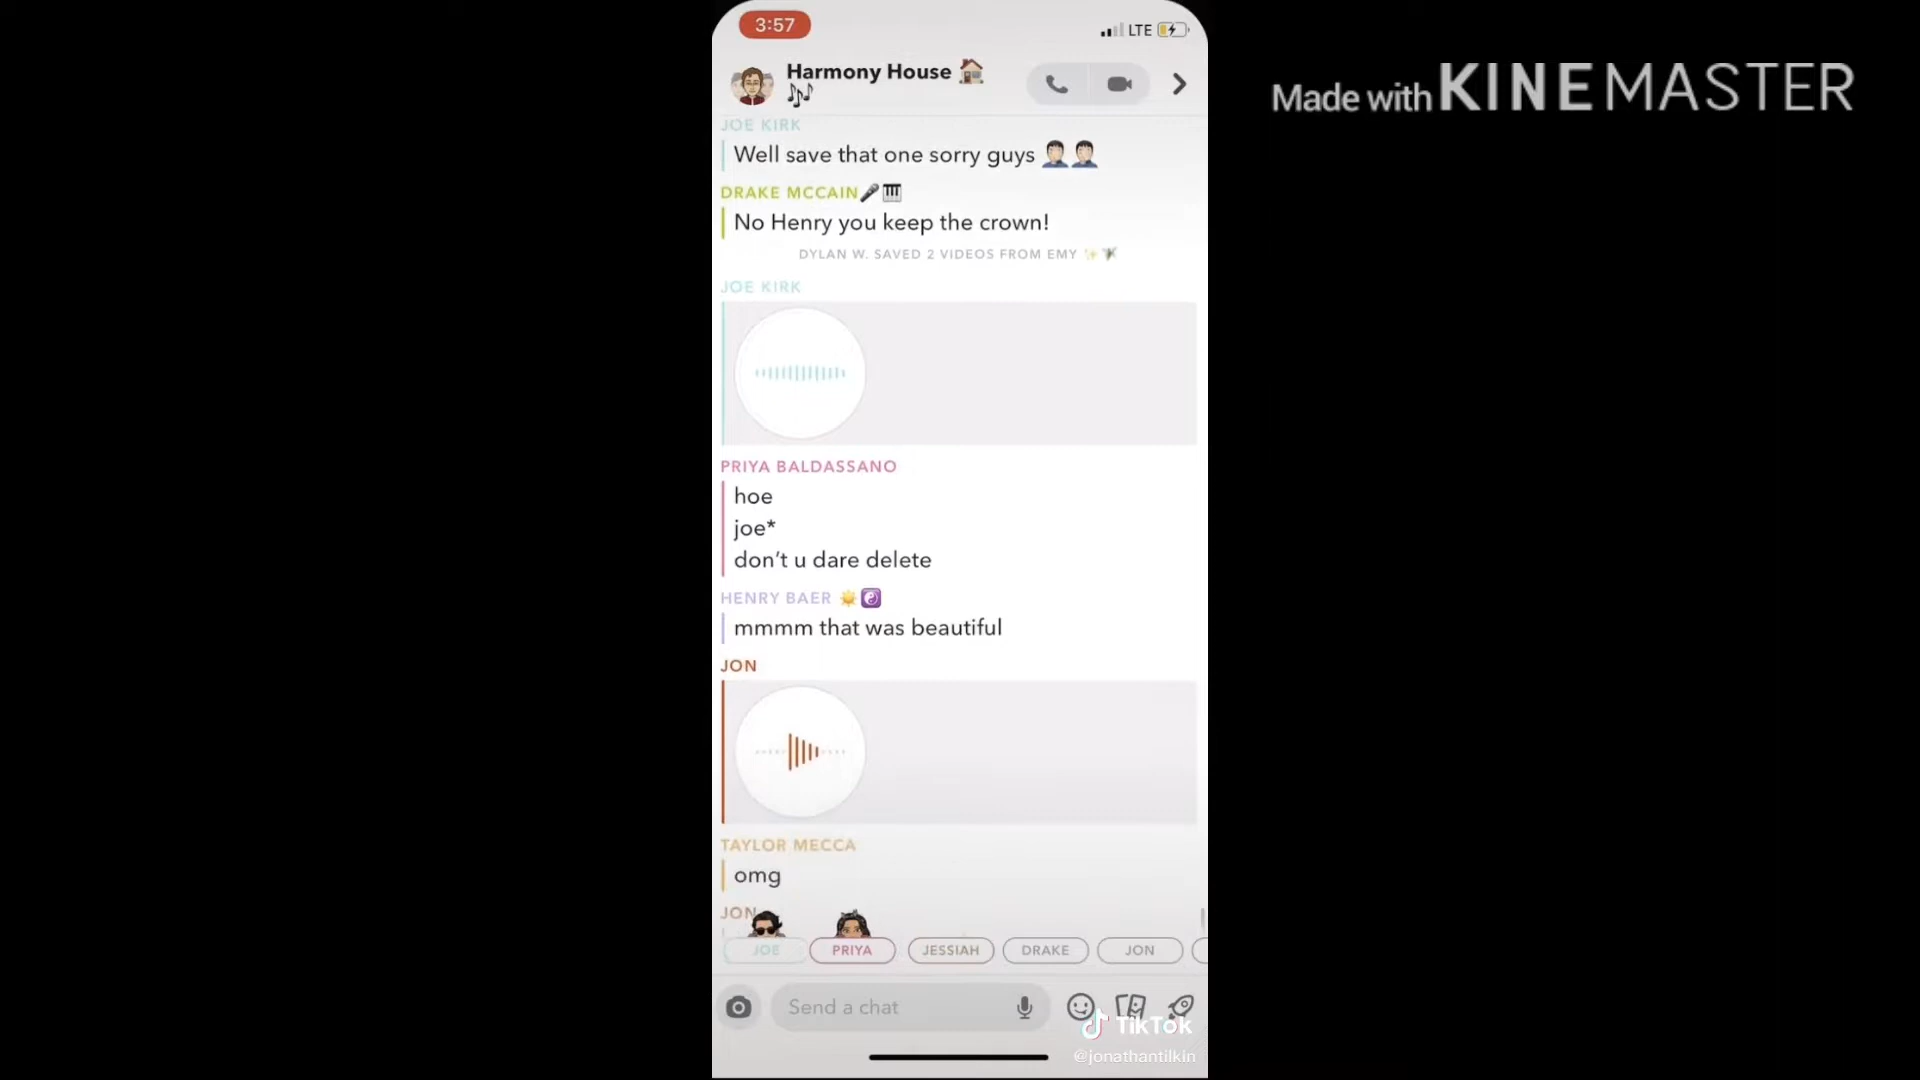 3:57
LTE
Harmony House 🏠
🎶
Made with KINEMASTER
JOE KIRK
Well save that one sorry guys 🤦🏻‍♂️🤦🏻‍♂️
DRAKE MCCAIN🎤🎹
No Henry you keep the crown!
DYLAN W. SAVED 2 VIDEOS FROM EMY ✨
JOE KIRK
PRIYA BALDASSANO
hoe
joe*
don't u dare delete
HENRY BAER ☀️☯️
mmmm that was beautiful
JON
TAYLOR MECCA
omg
JON
JOE PRIYA JESSIAH DRAKE JON
Send a chat
TikTok
@jonathantilkin